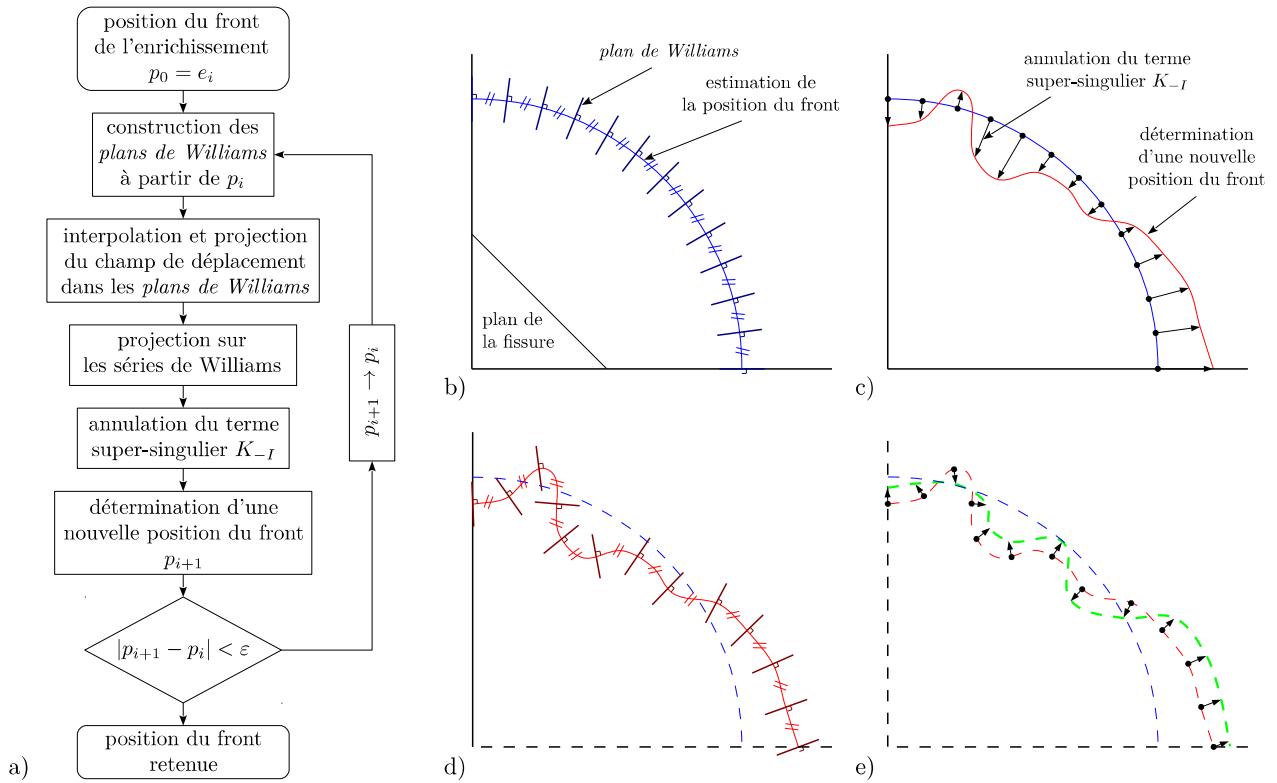 position du front
de l'enrichissement
p₀ = eᵢ
construction des
plans de Williams
à partir de pᵢ
interpolation et projection
du champ de déplacement
dans les plans de Williams
projection sur
les séries de Williams
annulation du terme
super-singulier K₋I
détermination d'une
nouvelle position du front
pᵢ₊₁
|pᵢ₊₁ − pᵢ| < ε
pᵢ₊₁ → pᵢ
position du front
retenue
a)
plan de Williams
estimation de
la position du front
plan de
la fissure
b)
annulation du terme
super-singulier K₋I
détermination
d'une nouvelle
position du front
c)
d)
e)